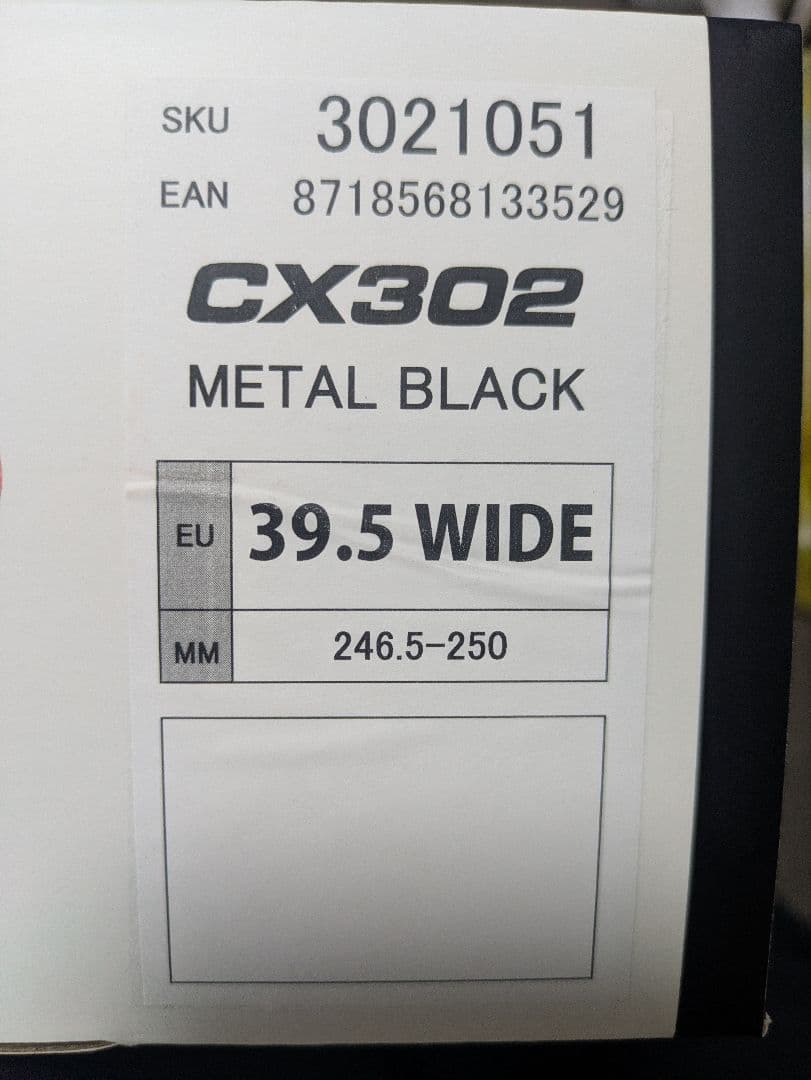 SKU 3021051
EAN 8718568133529
CX302
METAL BLACK
EU 39.5 WIDE
MM 246.5-250